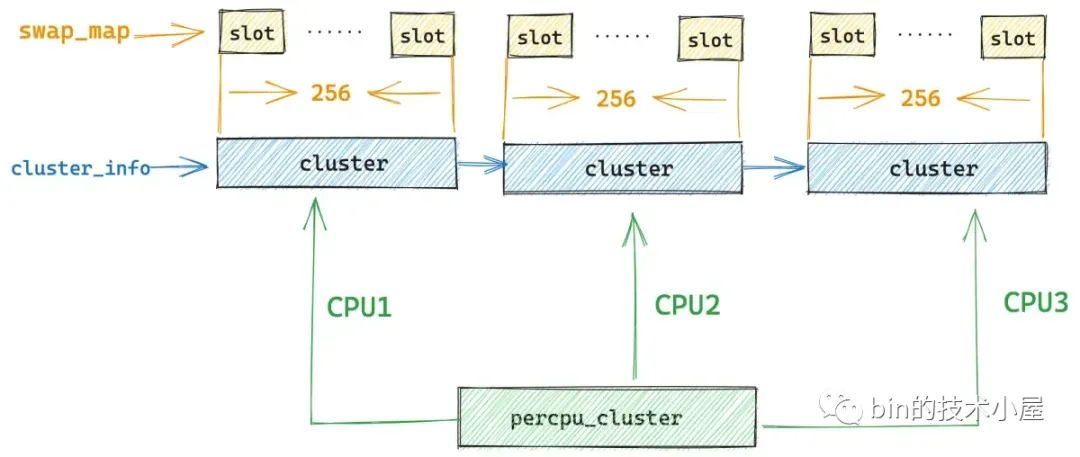 swap_map
slot ...... slot
slot ...... slot
slot ...... slot
256
256
256
cluster_info
cluster
cluster
cluster
CPU1
CPU2
CPU3
percpu_cluster
bin的技术小屋